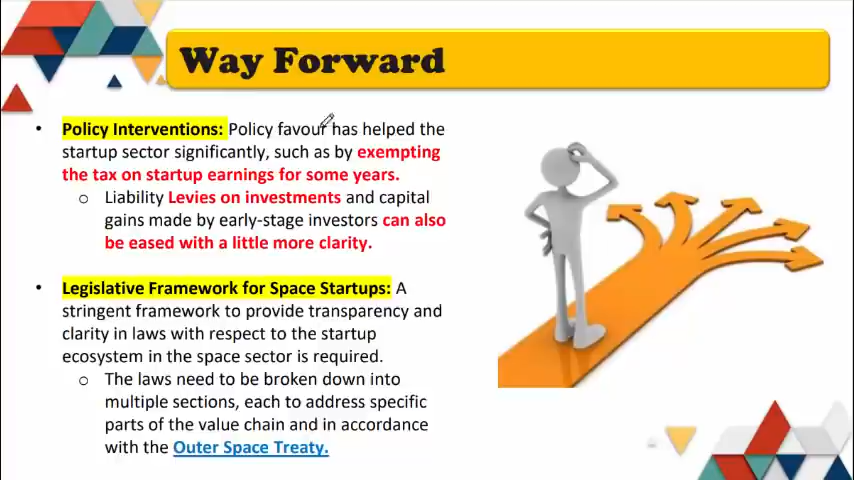 Way Forward
• Policy Interventions: Policy favour has helped the
startup sector significantly, such as by exempting
the tax on startup earnings for some years.
o Liability Levies on investments and capital
gains made by early-stage investors can also
be eased with a little more clarity.
• Legislative Framework for Space Startups: A
stringent framework to provide transparency and
clarity in laws with respect to the startup
ecosystem in the space sector is required.
o The laws need to be broken down into
multiple sections, each to address specific
parts of the value chain and in accordance
with the Outer Space Treaty.